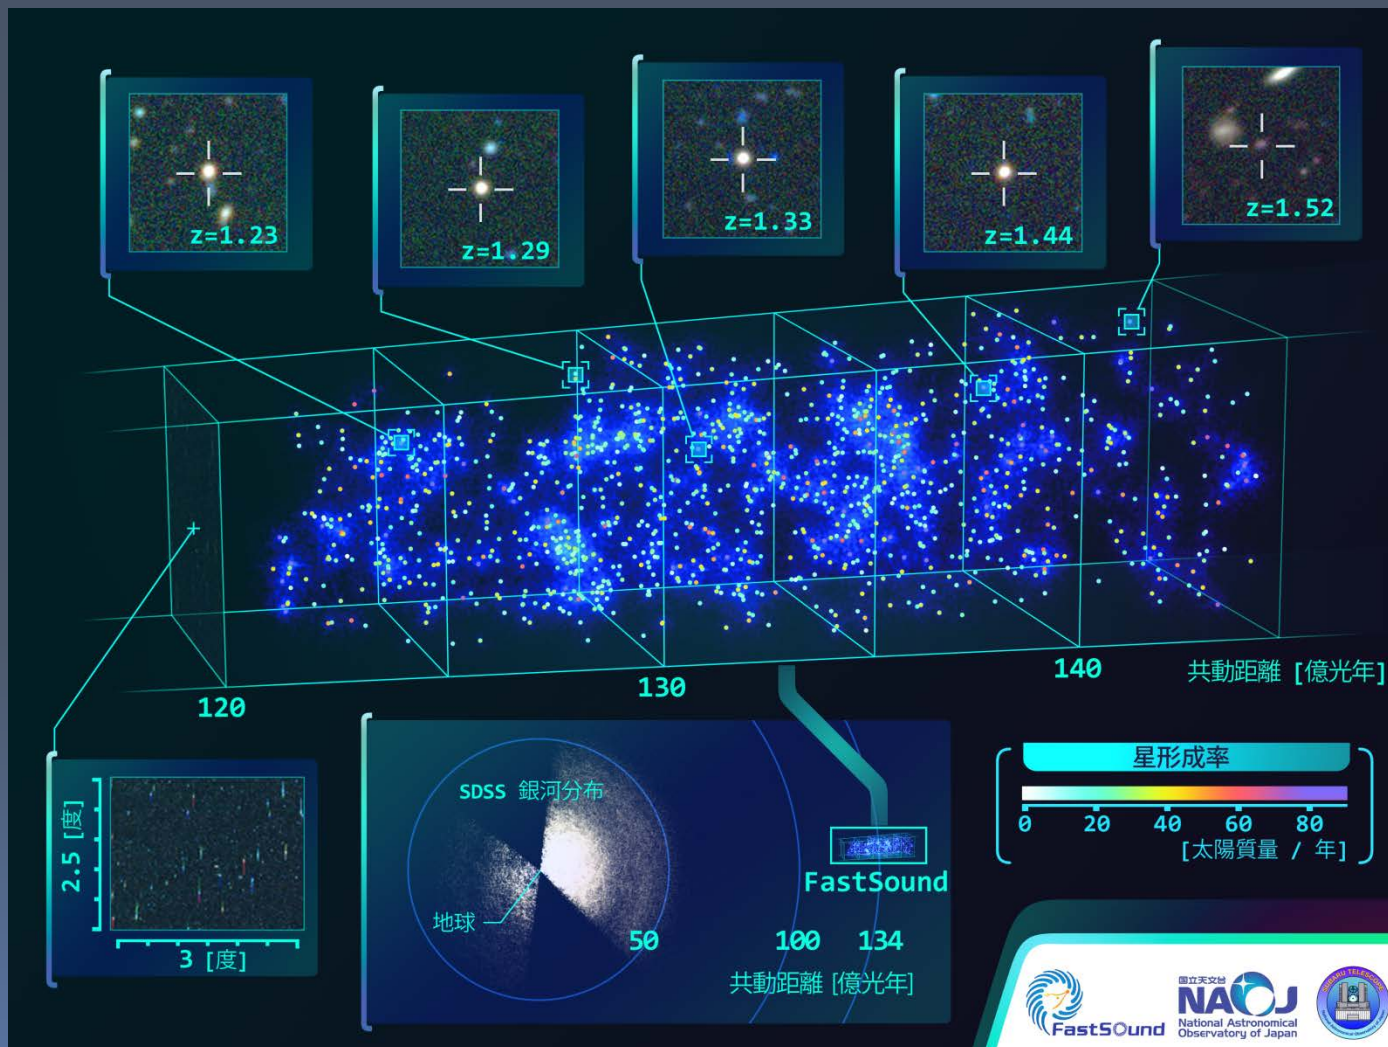 z=1.23
z=1.29
z=1.33
z=1.44
z=1.52
120
130
140
共動距離 [億光年]
2.5 [度]
3 [度]
SDSS 銀河分布
地球
50
100
134
FastSound
共動距離 [億光年]
星形成率
0 20 40 60 80
[太陽質量 / 年]
FastSOund
国立天文台
NAOJ
National Astronomical
Observatory of Japan
SUBARU TELESCOPE